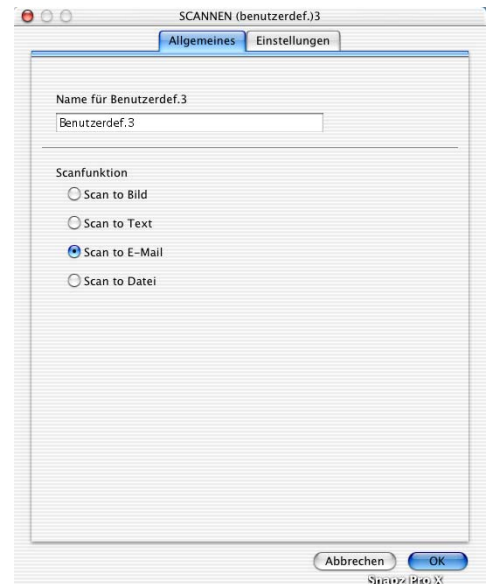 SCANNEN (benutzerdef.)3
Allgemeines Einstellungen
Name für Benutzerdef.3
Benutzerdef.3
Scanfunktion
Scan to Bild
Scan to Text
Scan to E-Mail
Scan to Datei
Abbrechen OK
Snapz Pro X